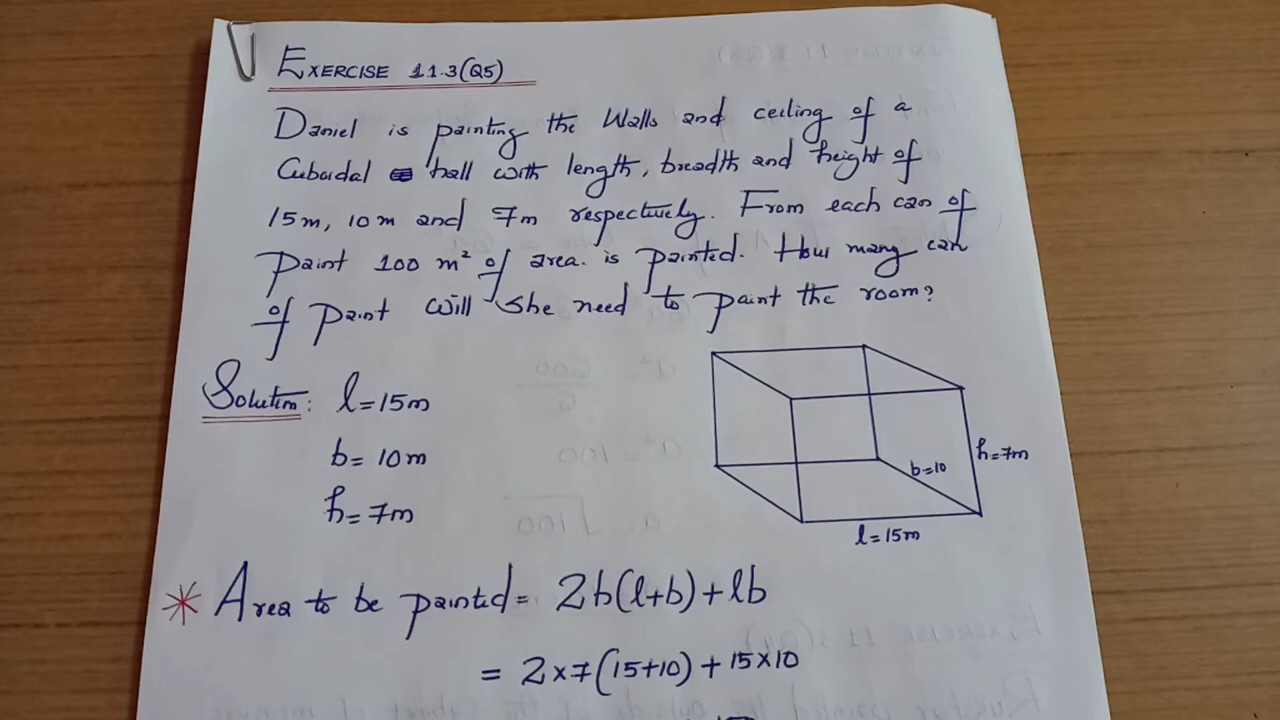 EXERCISE 11.3(Q5)
Daniel is painting the Walls and ceiling of a
Cuboidal hall with length, breadth and height of
15m, 10m and 7m respectively. From each can of
paint 100 m² of area. is painted. How many can
of paint will she need to paint the room?
Solution: l=15m
b= 10m
h=7m
b=10
h=7m
l=15m
* Area to be painted= 2h(l+b)+lb
= 2×7(15+10)+15×10